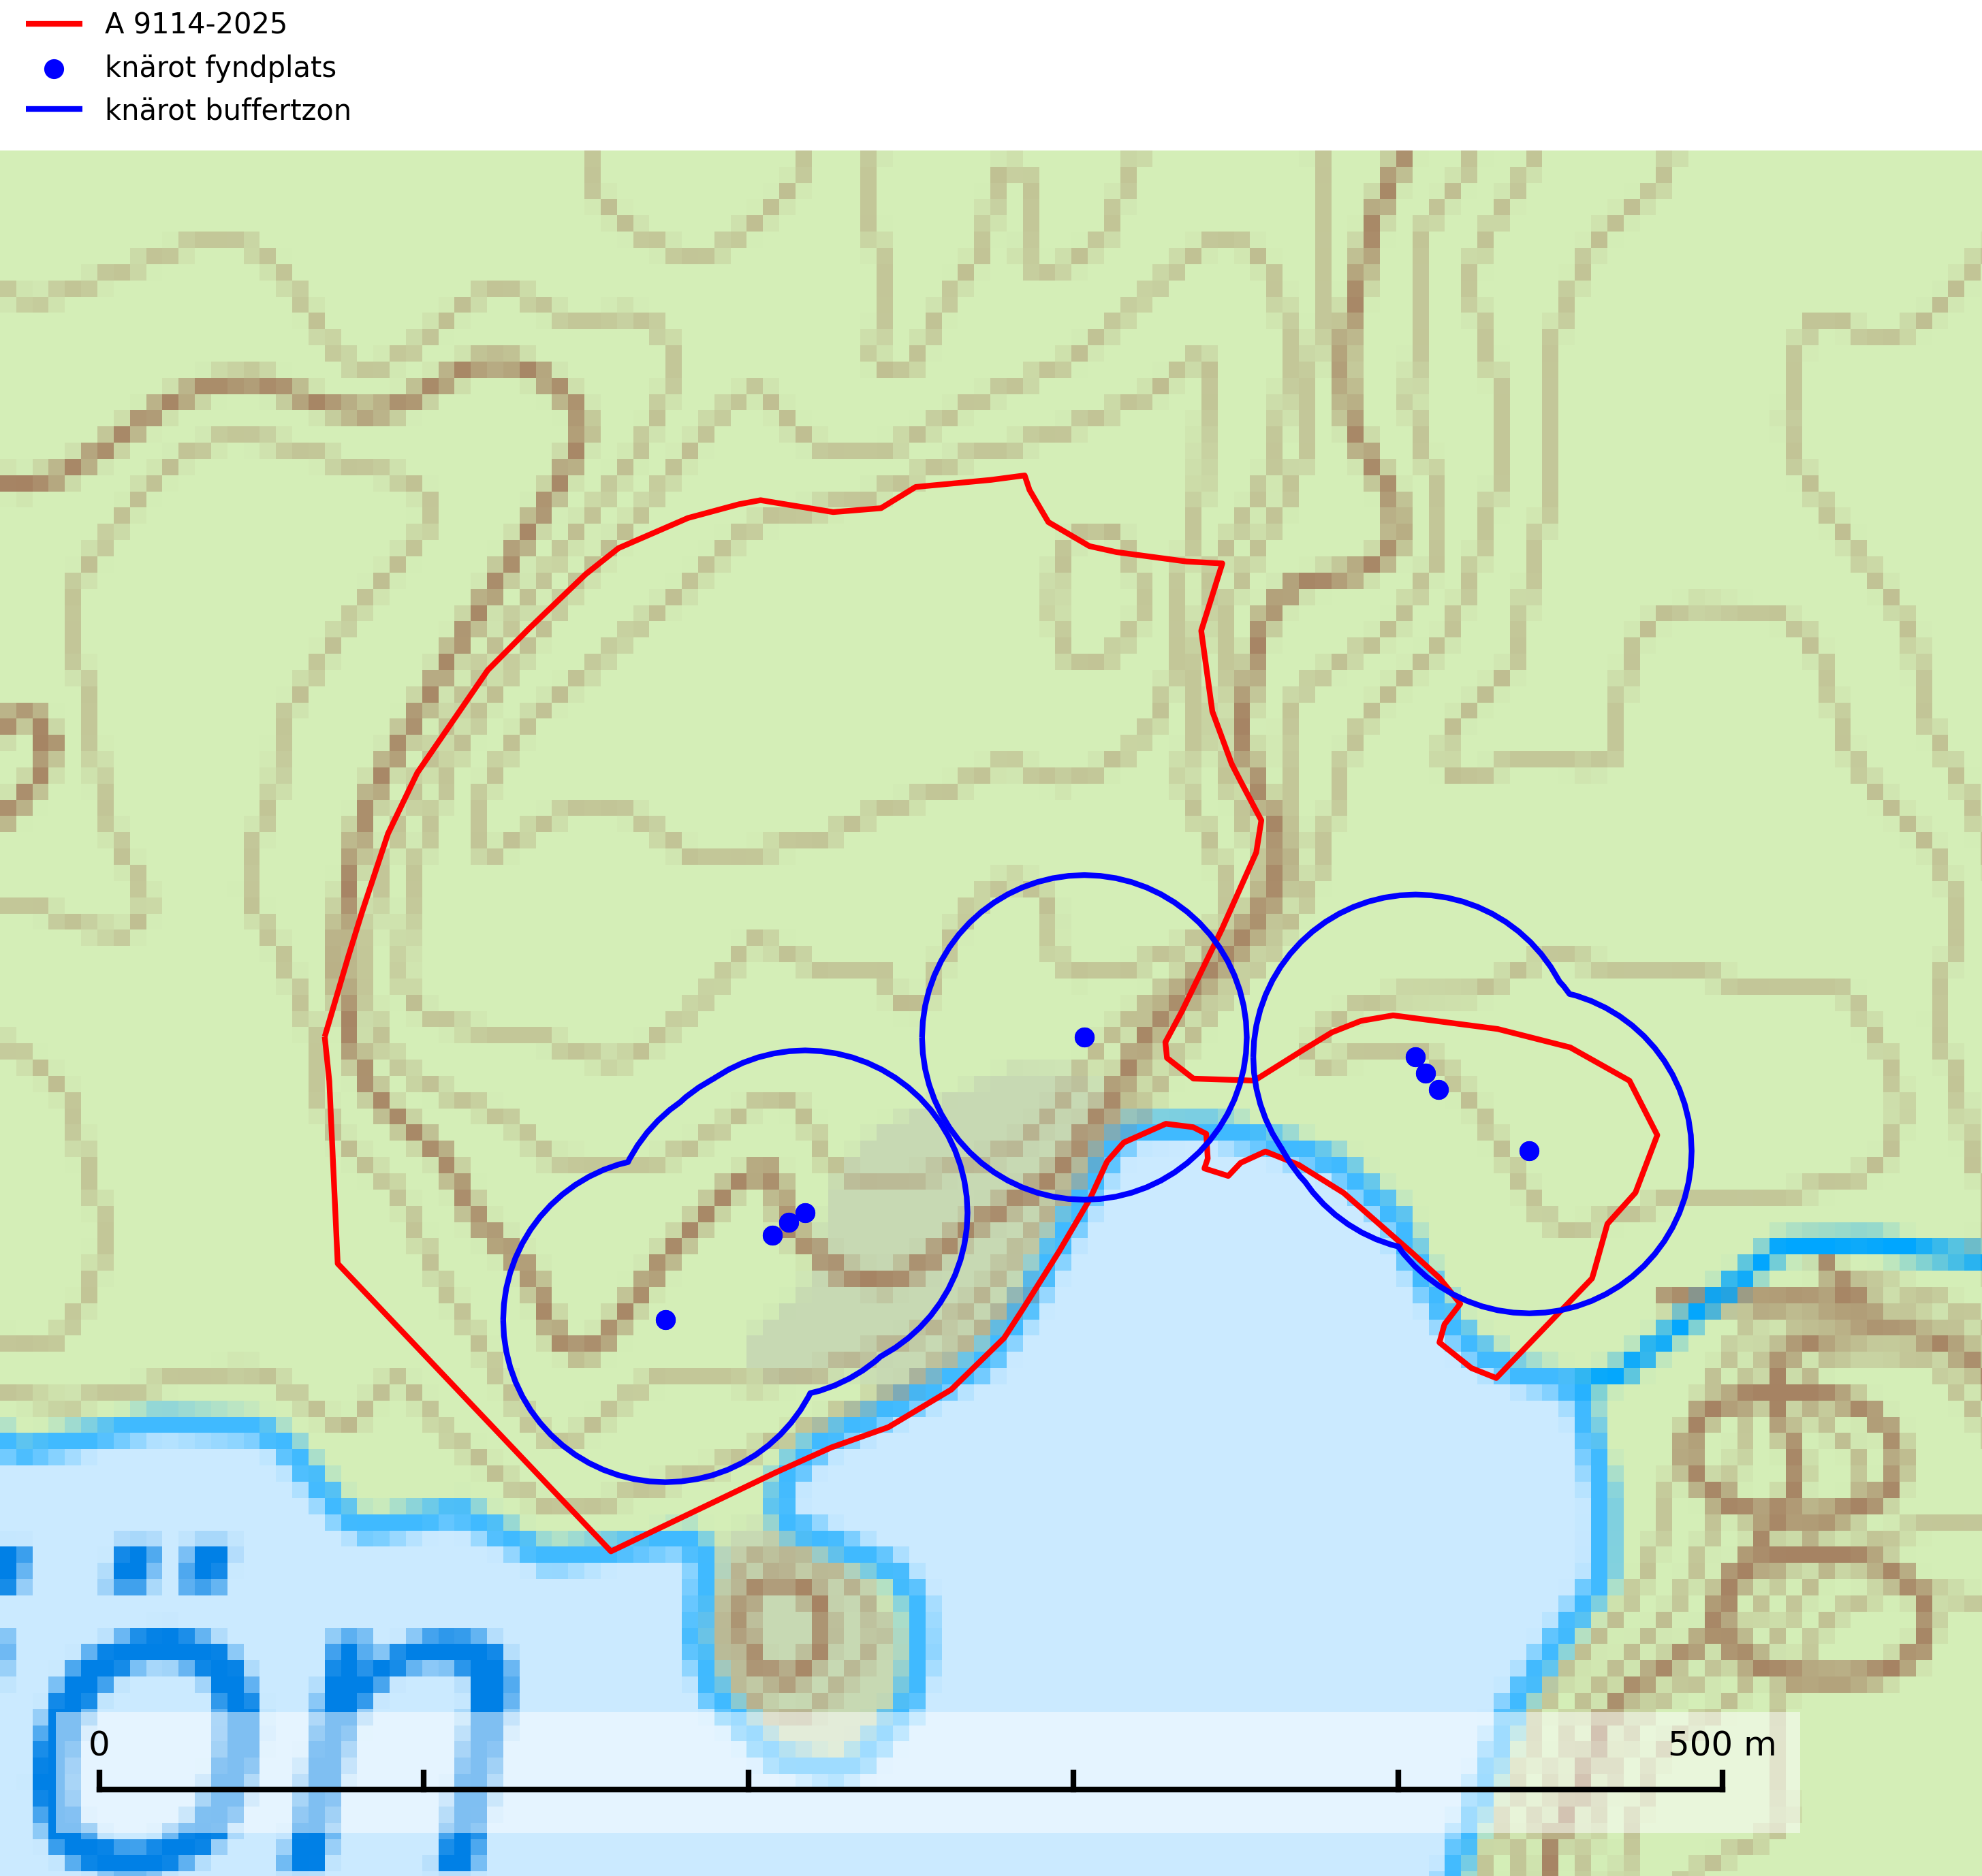 A 9114-2025
knärot fyndplats
knärot buffertzon
ön
0
500 m